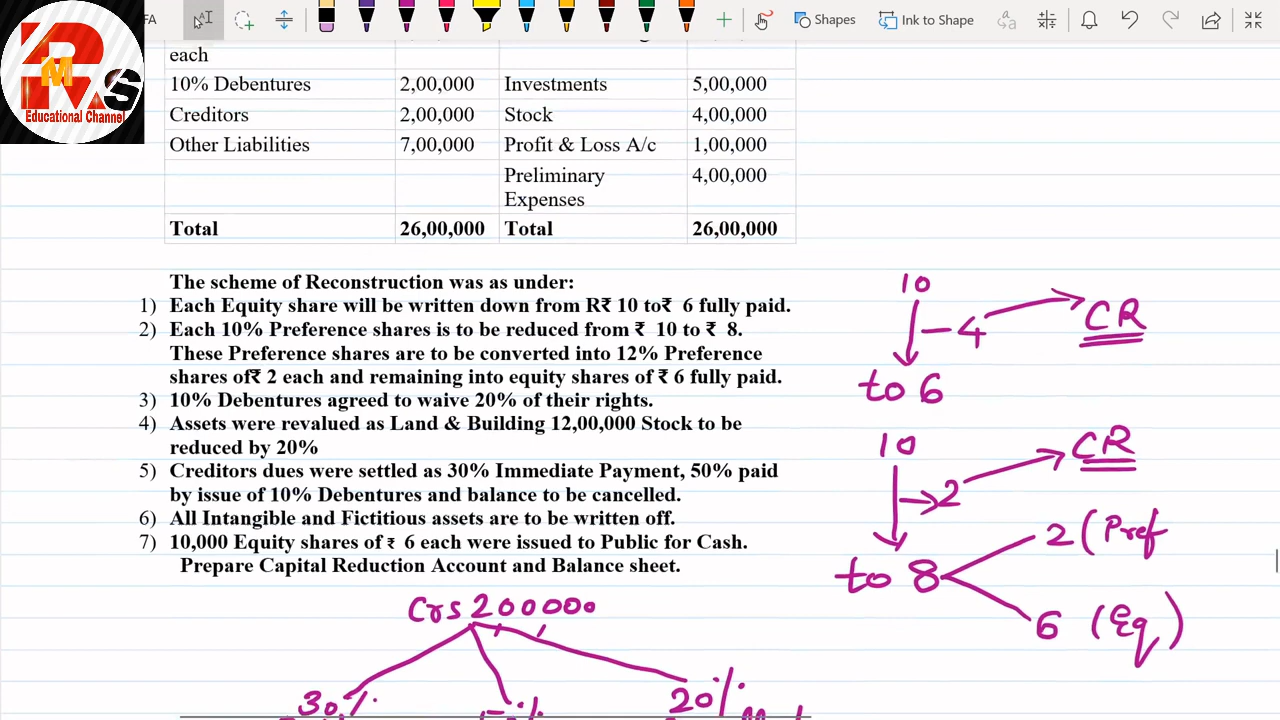 FA
Shapes
Ink to Shape
RMS
Educational Channel
each
10% Debentures 2,00,000 Investments 5,00,000
Creditors 2,00,000 Stock 4,00,000
Other Liabilities 7,00,000 Profit & Loss A/c 1,00,000
Preliminary 4,00,000
Expenses
Total 26,00,000 Total 26,00,000
The scheme of Reconstruction was as under:
1) Each Equity share will be written down from R₹ 10 to₹ 6 fully paid.
2) Each 10% Preference shares is to be reduced from ₹ 10 to ₹ 8.
These Preference shares are to be converted into 12% Preference
shares of₹ 2 each and remaining into equity shares of ₹ 6 fully paid.
3) 10% Debentures agreed to waive 20% of their rights.
4) Assets were revalued as Land & Building 12,00,000 Stock to be
reduced by 20%
5) Creditors dues were settled as 30% Immediate Payment, 50% paid
by issue of 10% Debentures and balance to be cancelled.
6) All Intangible and Fictitious assets are to be written off.
7) 10,000 Equity shares of ₹ 6 each were issued to Public for Cash.
Prepare Capital Reduction Account and Balance sheet.
10
4
CR
to 6
10
CR
2
2 (Pref
to 8
6 (Eq)
Crs 200000
30%
20%